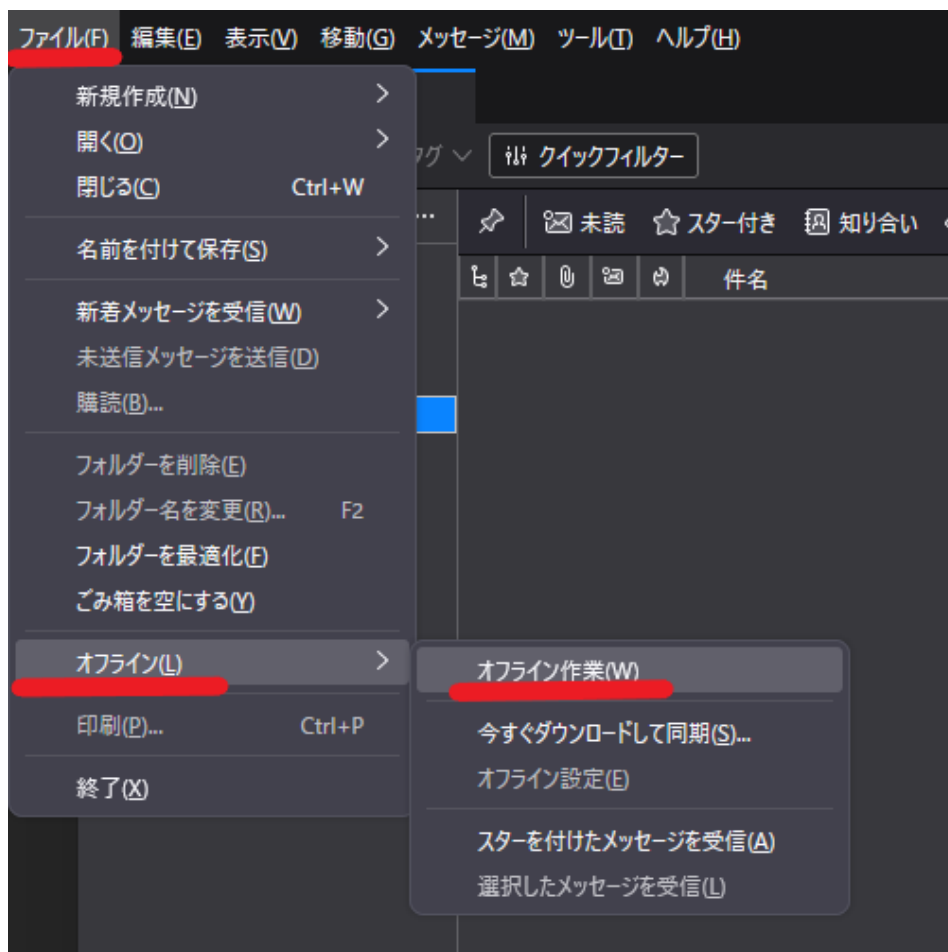 ファイル(F) 編集(E) 表示(V) 移動(G) メッセージ(M) ツール(T) ヘルプ(H)
新規作成(N)
開く(O)
閉じる(C) Ctrl+W
名前を付けて保存(S)
新着メッセージを受信(W)
未送信メッセージを送信(D)
購読(B)...
フォルダーを削除(E)
フォルダー名を変更(R)... F2
フォルダーを最適化(F)
ごみ箱を空にする(Y)
オフライン(L)
印刷(P)... Ctrl+P
終了(X)
グ クイックフィルター
未読 スター付き 知り合い
件名
オフライン作業(W)
今すぐダウンロードして同期(S)...
オフライン設定(E)
スターを付けたメッセージを受信(A)
選択したメッセージを受信(L)